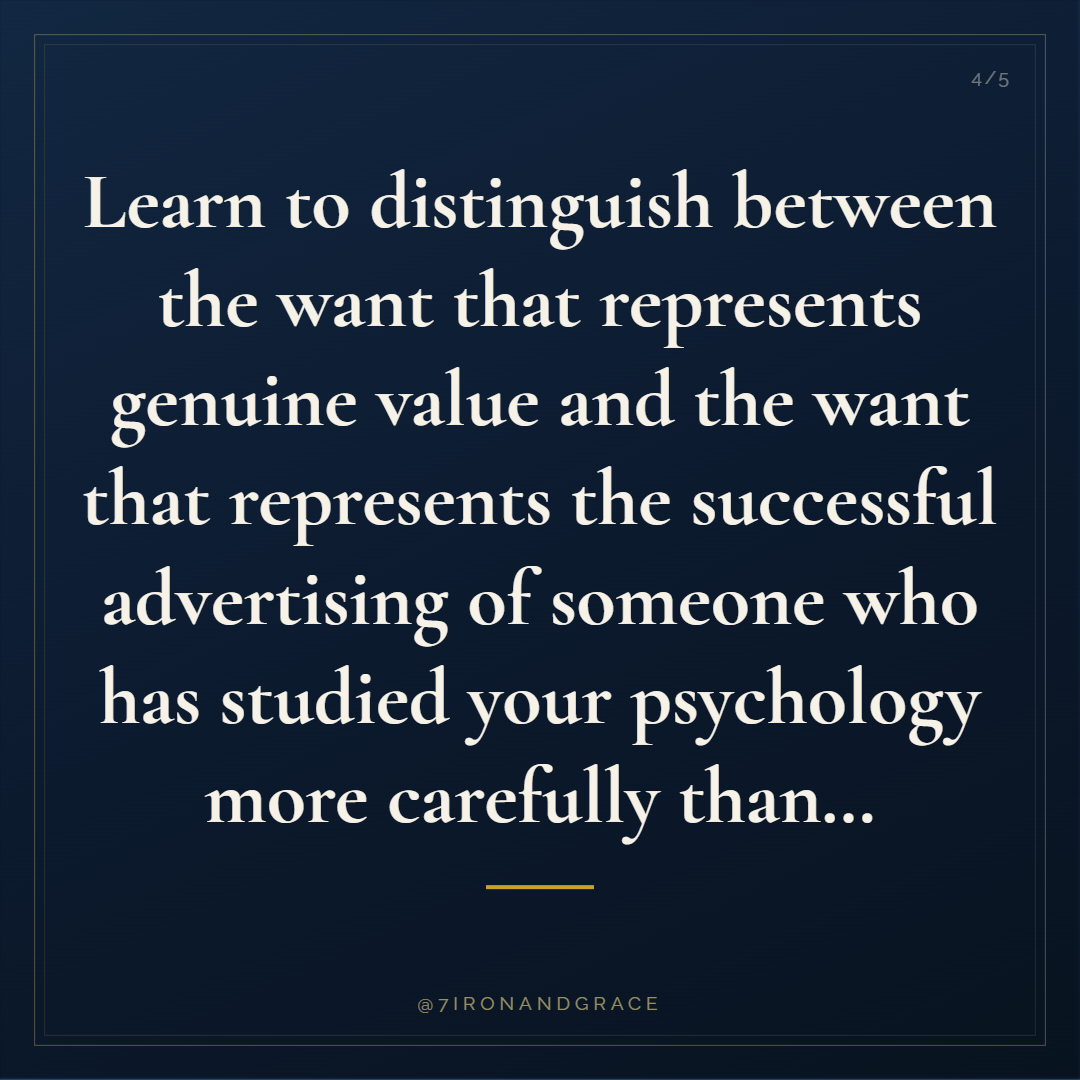 4/5
Learn to distinguish between
the want that represents
genuine value and the want
that represents the successful
advertising of someone who
has studied your psychology
more carefully than...
@7IRONANDGRACE